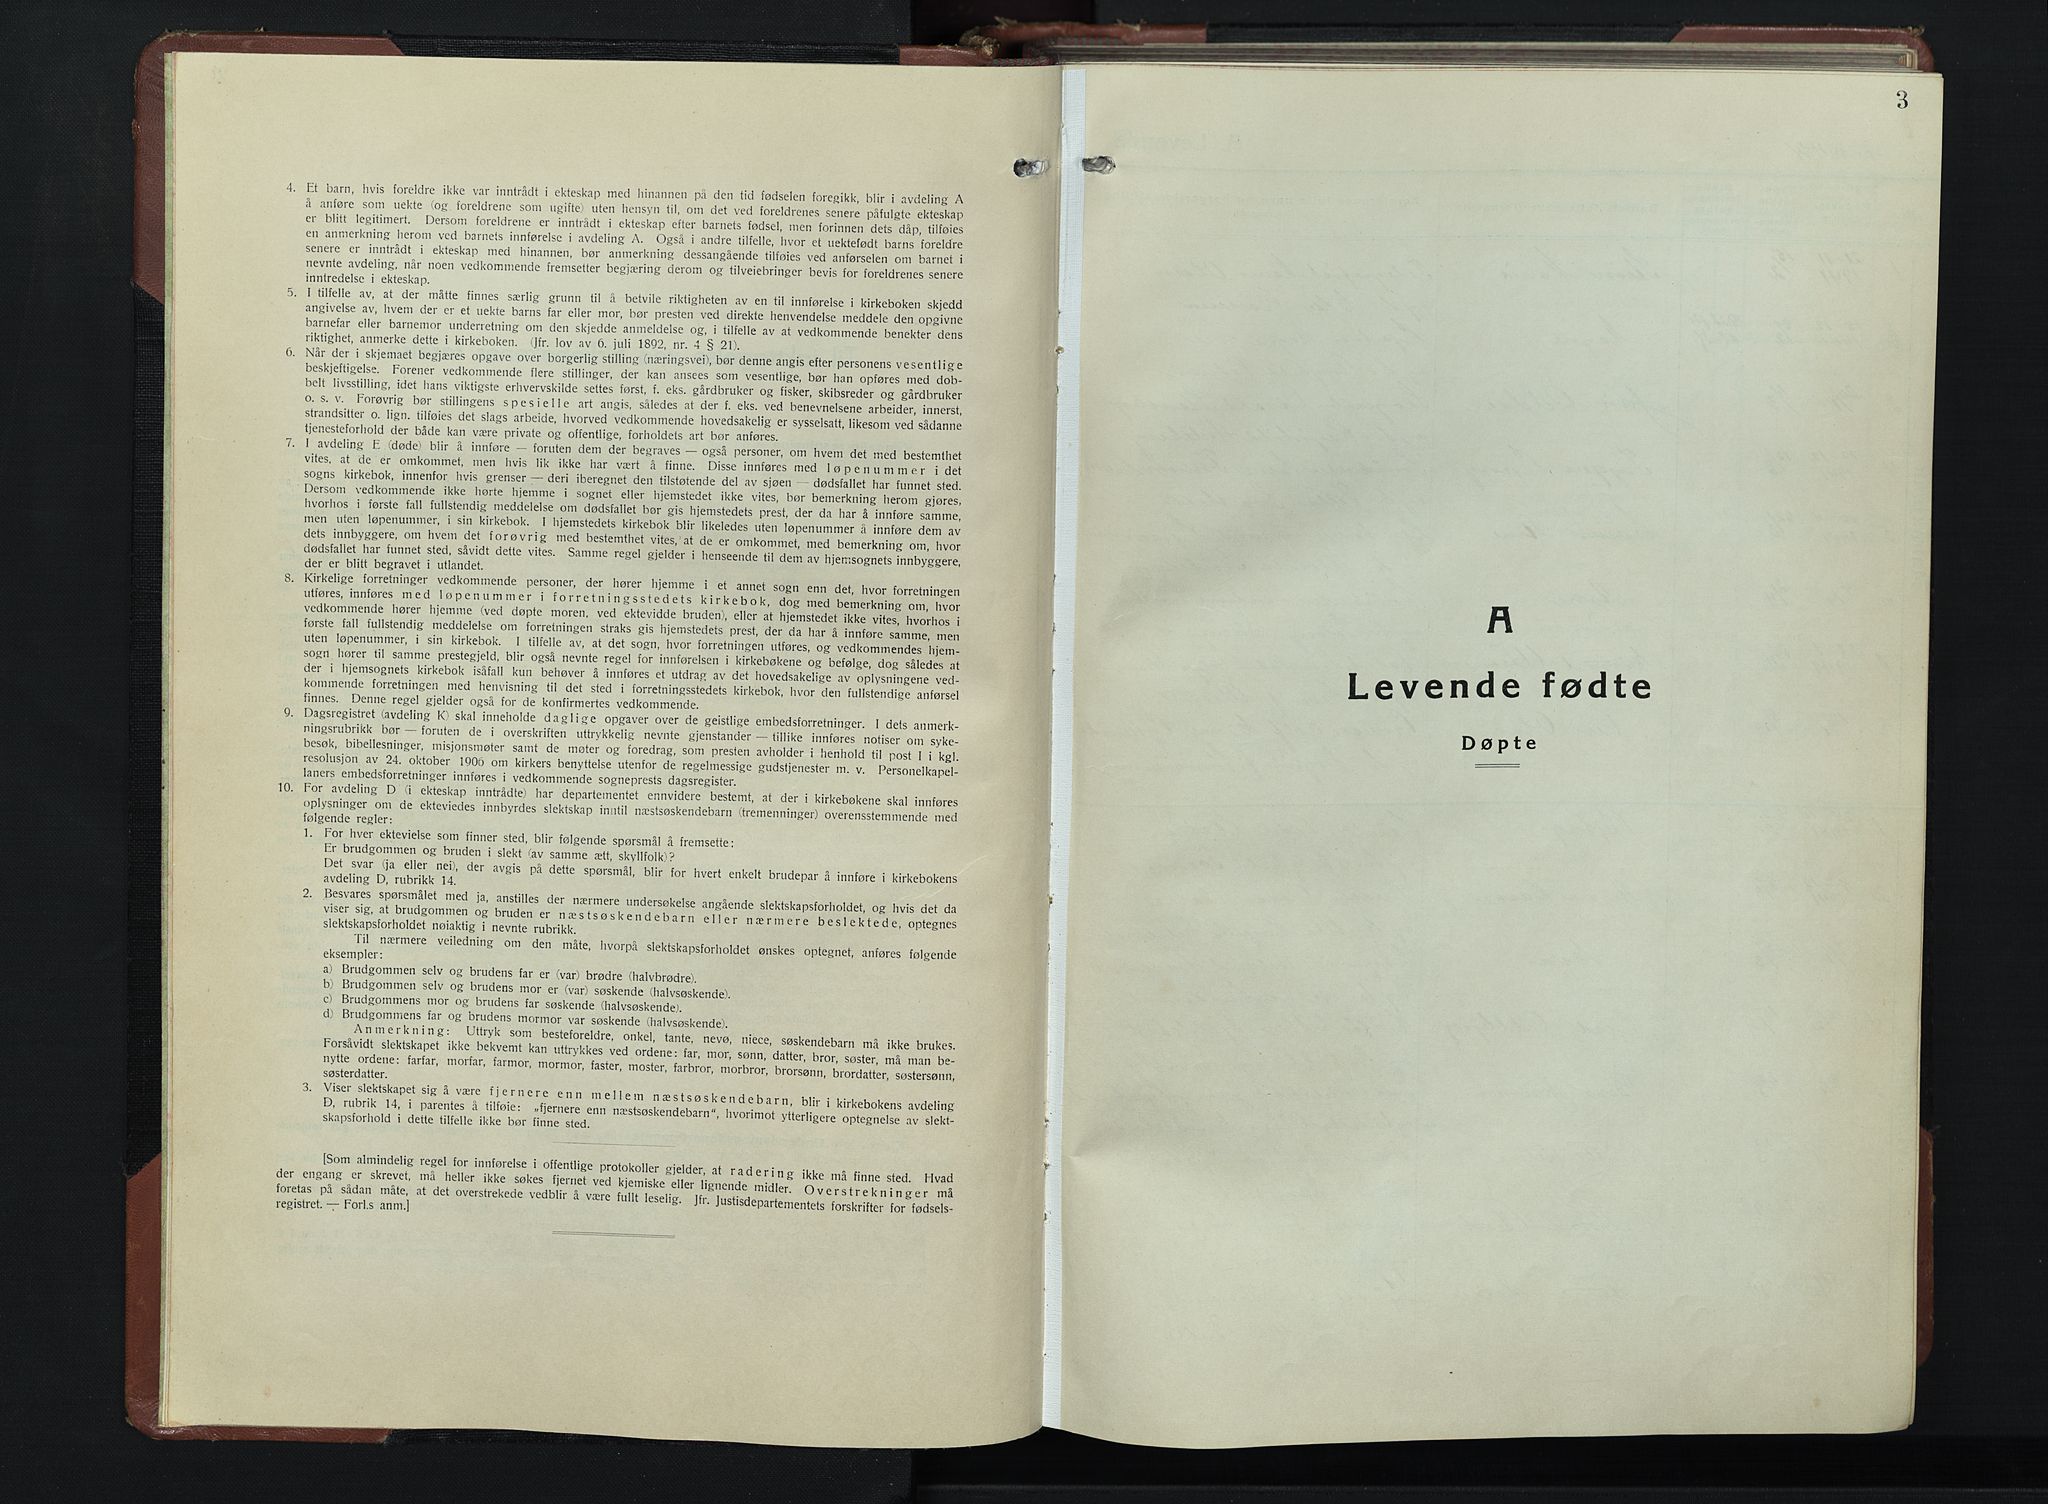 4. Et barn, hvis foreldre ikke var inntrådt i ekteskap med hinannen på den tid fødselen foregikk, blir i avdeling A
å anføre som uekte (og foreldrene som ugifte) uten hensyn til, om det ved foreldrenes senere påfulgte ekteskap
er blitt legitimert. Dersom foreldrene er inntrådt i ekteskap efter barnets fødsel, men forinnen dets dåp, tilføies
en anmerkning herom ved barnets innførelse i avdeling A. Også i andre tilfelle, hvor et uektefødt barns foreldre
senere er inntrådt i ekteskap med hinannen, bør anmerkning dessangående tilføies ved anførselen om barnet i
nevnte avdeling, når noen vedkommende fremsetter begjæring derom og tilveiebringer bevis for foreldrenes senere
inntredelse i ekteskap.
5. I tilfelle av, at der måtte finnes særlig grunn til å betvile riktigheten av en til innførelse i kirkeboken skjedd
angivelse av, hvem der er et uekte barns far eller mor, bør presten ved direkte henvendelse meddele den opgivne
barnefar eller barnemor underretning om den skjedde anmeldelse og, i tilfelle av at vedkommende benekter dens
riktighet, anmerke dette i kirkeboken. (Jfr. lov av 6. juli 1892, nr. 4 § 21).
6. Når der i skjemaet begjæres opgave over borgerlig stilling (næringsvei), bør denne angis efter personens vesentlige
beskjeftigelse. Forener vedkommende flere stillinger, der kan ansees som vesentlige, bør han opføres med dob-
belt livsstilling, idet hans viktigste erhvervskilde settes først, f. eks. gårdbruker og fisker, skibsreder og gårdbruker
o. s. v. Forøvrig bør stillingens spesielle art angis, således at der f. eks. ved benevnelsene arbeider, innerst,
strandsitter o. lign. tilføies det slags arbeide, hvorved vedkommende hovedsakelig er sysselsatt, likesom ved sådanne
tjenesteforhold der både kan være private og offentlige, forholdets art bør anføres.
7. I avdeling E (døde) blir å innføre — foruten dem der begraves — også personer, om hvem det med bestemthet
vites, at de er omkommet, men hvis lik ikke har vært å finne. Disse innføres med løpenummer i det
sogns kirkebok, innenfor hvis grenser — deri iberegnet den tilstøtende del av sjøen — dødsfallet har funnet sted.
Dersom vedkommende ikke hørte hjemme i sognet eller hjemstedet ikke vites, bør bemerkning herom gjøres,
hvorhos i første fall fullstendig meddelelse om dødsfallet bør gis hjemstedets prest, der da har å innføre samme,
men uten løpenummer, i sin kirkebok. I hjemstedets kirkebok blir likeledes uten løpenummer å innføre dem av
dets innbyggere, om hvem det forøvrig med bestemthet vites, at de er omkommet, med bemerkning om, hvor
dødsfallet har funnet sted, såvidt dette vites. Samme regel gjelder i henseende til dem av hjemsognets innbyggere,
der er blitt begravet i utlandet.
8. Kirkelige forretninger vedkommende personer, der hører hjemme i et annet sogn enn det, hvor forretningen
utføres, innføres med løpenummer i forretningsstedets kirkebok, dog med bemerkning om, hvor
vedkommende hører hjemme (ved døpte moren, ved ektevidde bruden), eller at hjemstedet ikke vites, hvorhos i
første fall fullstendig meddelelse om forretningen straks gis hjemstedets prest, der da har å innføre samme, men
uten løpenummer, i sin kirkebok. I tilfelle av, at det sogn, hvor forretningen utføres, og vedkommendes hjem-
sogn hører til samme prestegjeld, blir også nevnte regel for innførelsen i kirkebøkene og befølge, dog således at
der i hjemsognets kirkebok isåfall kun behøver å innføres et utdrag av det hovedsakelige av oplysningene ved-
kommende forretningen med henvisning til det sted i forretningsstedets kirkebok, hvor den fullstendige anførsel
finnes. Denne regel gjelder også for de konfirmertes vedkommende.
9. Dagsregistret (avdeling K) skal inneholde daglige opgaver over de geistlige embedsforretninger. I dets anmerk-
ningsrubrikk bør — foruten de i overskriften uttrykkelig nevnte gjenstander — tillike innføres notiser om syke-
besøk, bibellesninger, misjonsmøter samt de møter og foredrag, som presten avholder i henhold til post I i kgl.
resolusjon av 24. oktober 1906 om kirkers benyttelse utenfor de regelmessige gudstjenester m. v. Personelkapel-
laners embedsforretninger innføres i vedkommende sogneprests dagsregister.
10. For avdeling D (i ekteskap inntrådte) har departementet ennvidere bestemt, at der i kirkebøkene skal innføres
oplysninger om de ekteviedes innbyrdes slektskap inntil næstsøskendebarn (tremenninger) overensstemmende med
følgende regler:
1. For hver ektevielse som finner sted, blir følgende spørsmål å fremsette:
Er brudgommen og bruden i slekt (av samme ætt, skyllfolk)?
Det svar (ja eller nei), der avgis på dette spørsmål, blir for hvert enkelt brudepar å innføre i kirkebokens
avdeling D, rubrikk 14.
2. Besvares spørsmålet med ja, anstilles der nærmere undersøkelse angående slektskapsforholdet, og hvis det da
viser sig, at brudgommen og bruden er næstsøskendebarn eller nærmere beslektede, optegnes
slektskapsforholdet nøiaktig i nevnte rubrikk.
Til nærmere veiledning om den måte, hvorpå slektskapsforholdet ønskes optegnet, anføres følgende
eksempler:
a) Brudgommen selv og brudens far er (var) brødre (halvbrødre).
b) Brudgommen selv og brudens mor er (var) søskende (halvsøskende).
c) Brudgommens mor og brudens far søskende (halvsøskende).
d) Brudgommens far og brudens mormor var søskende (halvsøskende).
Anmerkning: Uttryk som besteforeldre, onkel, tante, nevø, niece, søskendebarn må ikke brukes.
Forsåvidt slektskapet ikke bekvemt kan uttrykkes ved ordene: far, mor, sønn, datter, bror, søster, må man be-
nytte ordene: farfar, morfar, farmor, mormor, faster, moster, farbror, morbror, brorsønn, brordatter, søstersønn,
søsterdatter.
3. Viser slektskapet sig å være fjernere enn mellem næstsøskendebarn, blir i kirkebokens avdeling
D, rubrik 14, i parentes å tilføie: „fjernere enn næstsøskendebarn“, hvorimot ytterligere optegnelse av slekt-
skapsforhold i dette tilfelle ikke bør finne sted.
[Som almindelig regel for innførelse i offentlige protokoller gjelder, at radering ikke må finne sted. Hvad
der engang er skrevet, må heller ikke søkes fjernet ved kjemiske eller lignende midler. Overstrekninger må
foretas på sådan måte, at det overstrekede vedblir å være fullt leselig. Jfr. Justisdepartementets forskrifter for fødsels-
registret. — Forl.s anm.]
3
A
Levende fødte
Døpte